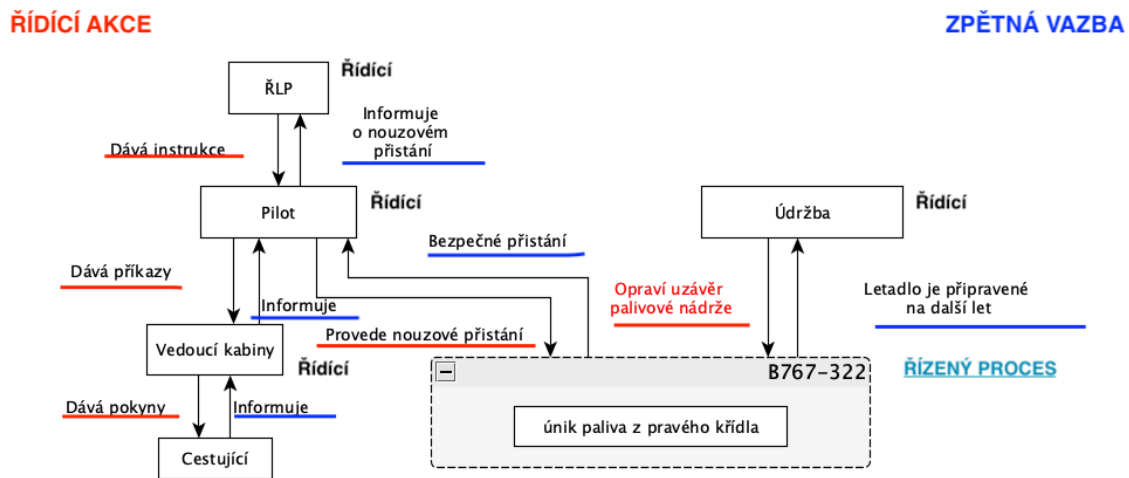 ŘÍDÍCÍ AKCE
ZPĚTNÁ VAZBA
ŘLP
Řídící
Dává instrukce
Informuje
o nouzovém
přistání
Pilot
Řídící
Údržba
Řídící
Bezpečné přistání
Dává příkazy
Informuje
Opraví uzávěr
palivové nádrže
Letadlo je připravené
na další let
Provede nouzové přistání
Vedoucí kabiny
Řídící
B767-322
ŘÍZENÝ PROCES
Dává pokyny
Informuje
únik paliva z pravého křídla
Cestující